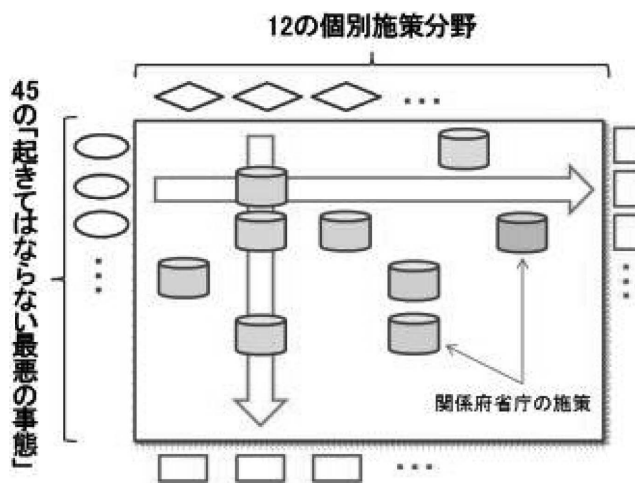 12の個別施策分野
45の「起きてはならない最悪の事態」
関係府省庁の施策